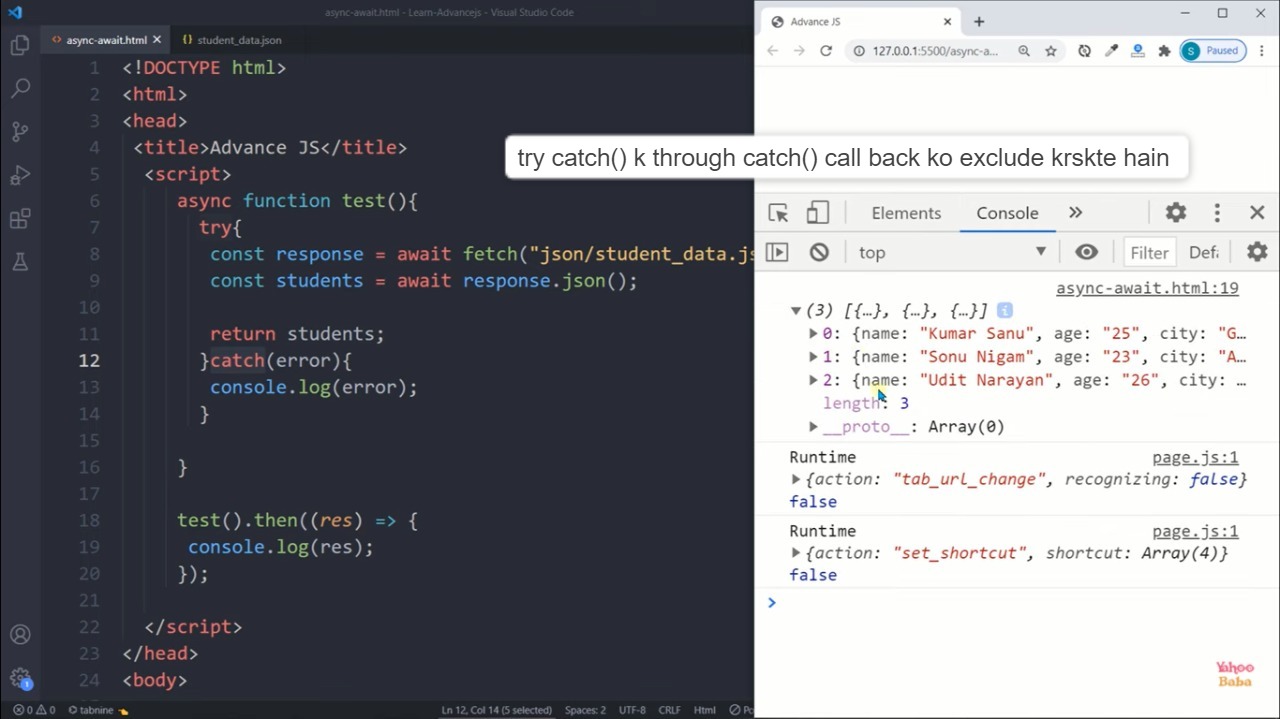 async-await.html - Learn-Advancejs - Visual Studio Code
async-await.html
{} student_data.json
1 <!DOCTYPE html>
2 <html>
3 <head>
4 <title>Advance JS</title>
5 <script>
6 async function test(){
7 try{
8 const response = await fetch("json/student_data.js
9 const students = await response.json();
10
11 return students;
12 }catch(error){
13 console.log(error);
14 }
15
16 }
17
18 test().then((res) => {
19 console.log(res);
20 });
21
22 </script>
23 </head>
24 <body>
1
0 0 tabnine
Ln 12, Col 14 (5 selected) Spaces: 2 UTF-8 CRLF Html
Advance JS
127.0.0.1:5500/async-a...
S Paused
try catch() k through catch() call back ko exclude krskte hain
Elements Console »
top Filter
async-await.html:19
(3) [{…}, {…}, {…}] i
0: {name: "Kumar Sanu", age: "25", city: "G…
1: {name: "Sonu Nigam", age: "23", city: "A…
2: {name: "Udit Narayan", age: "26", city: …
length: 3
__proto__: Array(0)
Runtime page.js:1
{action: "tab_url_change", recognizing: false}
false
Runtime page.js:1
{action: "set_shortcut", shortcut: Array(4)}
false
>
Yahoo
Baba